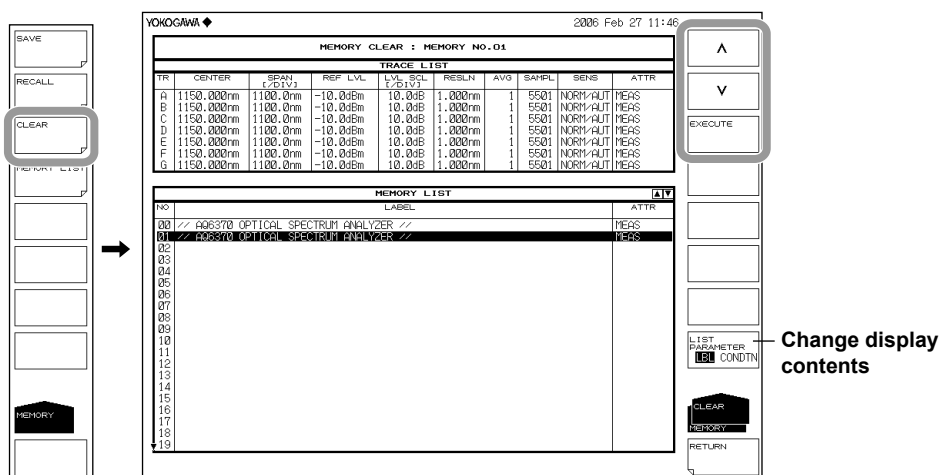 YOKOGAWA ◆
2006 Feb 27 11:46
SAVE
RECALL
CLEAR
MEMORY LIST
MEMORY
MEMORY CLEAR : MEMORY NO.01
TRACE LIST
TR CENTER SPAN [/DIV] REF LVL LVL SCL [/DIV] RESLN AVG SAMPL SENS ATTR
A 1150.000nm 1100.0nm -10.0dBm 10.0dB 1.000nm 1 5501 NORM/AUT MEAS
B 1150.000nm 1100.0nm -10.0dBm 10.0dB 1.000nm 1 5501 NORM/AUT MEAS
C 1150.000nm 1100.0nm -10.0dBm 10.0dB 1.000nm 1 5501 NORM/AUT MEAS
D 1150.000nm 1100.0nm -10.0dBm 10.0dB 1.000nm 1 5501 NORM/AUT MEAS
E 1150.000nm 1100.0nm -10.0dBm 10.0dB 1.000nm 1 5501 NORM/AUT MEAS
F 1150.000nm 1100.0nm -10.0dBm 10.0dB 1.000nm 1 5501 NORM/AUT MEAS
G 1150.000nm 1100.0nm -10.0dBm 10.0dB 1.000nm 1 5501 NORM/AUT MEAS
MEMORY LIST
NO LABEL ATTR
00 // AQ6370 OPTICAL SPECTRUM ANALYZER // MEAS
01 // AQ6370 OPTICAL SPECTRUM ANALYZER // MEAS
02
03
04
05
06
07
08
09
10
11
12
13
14
15
16
17
18
19
EXECUTE
LIST
PARAMETER
LBL CONDTN
CLEAR
MEMORY
RETURN
Change display
contents